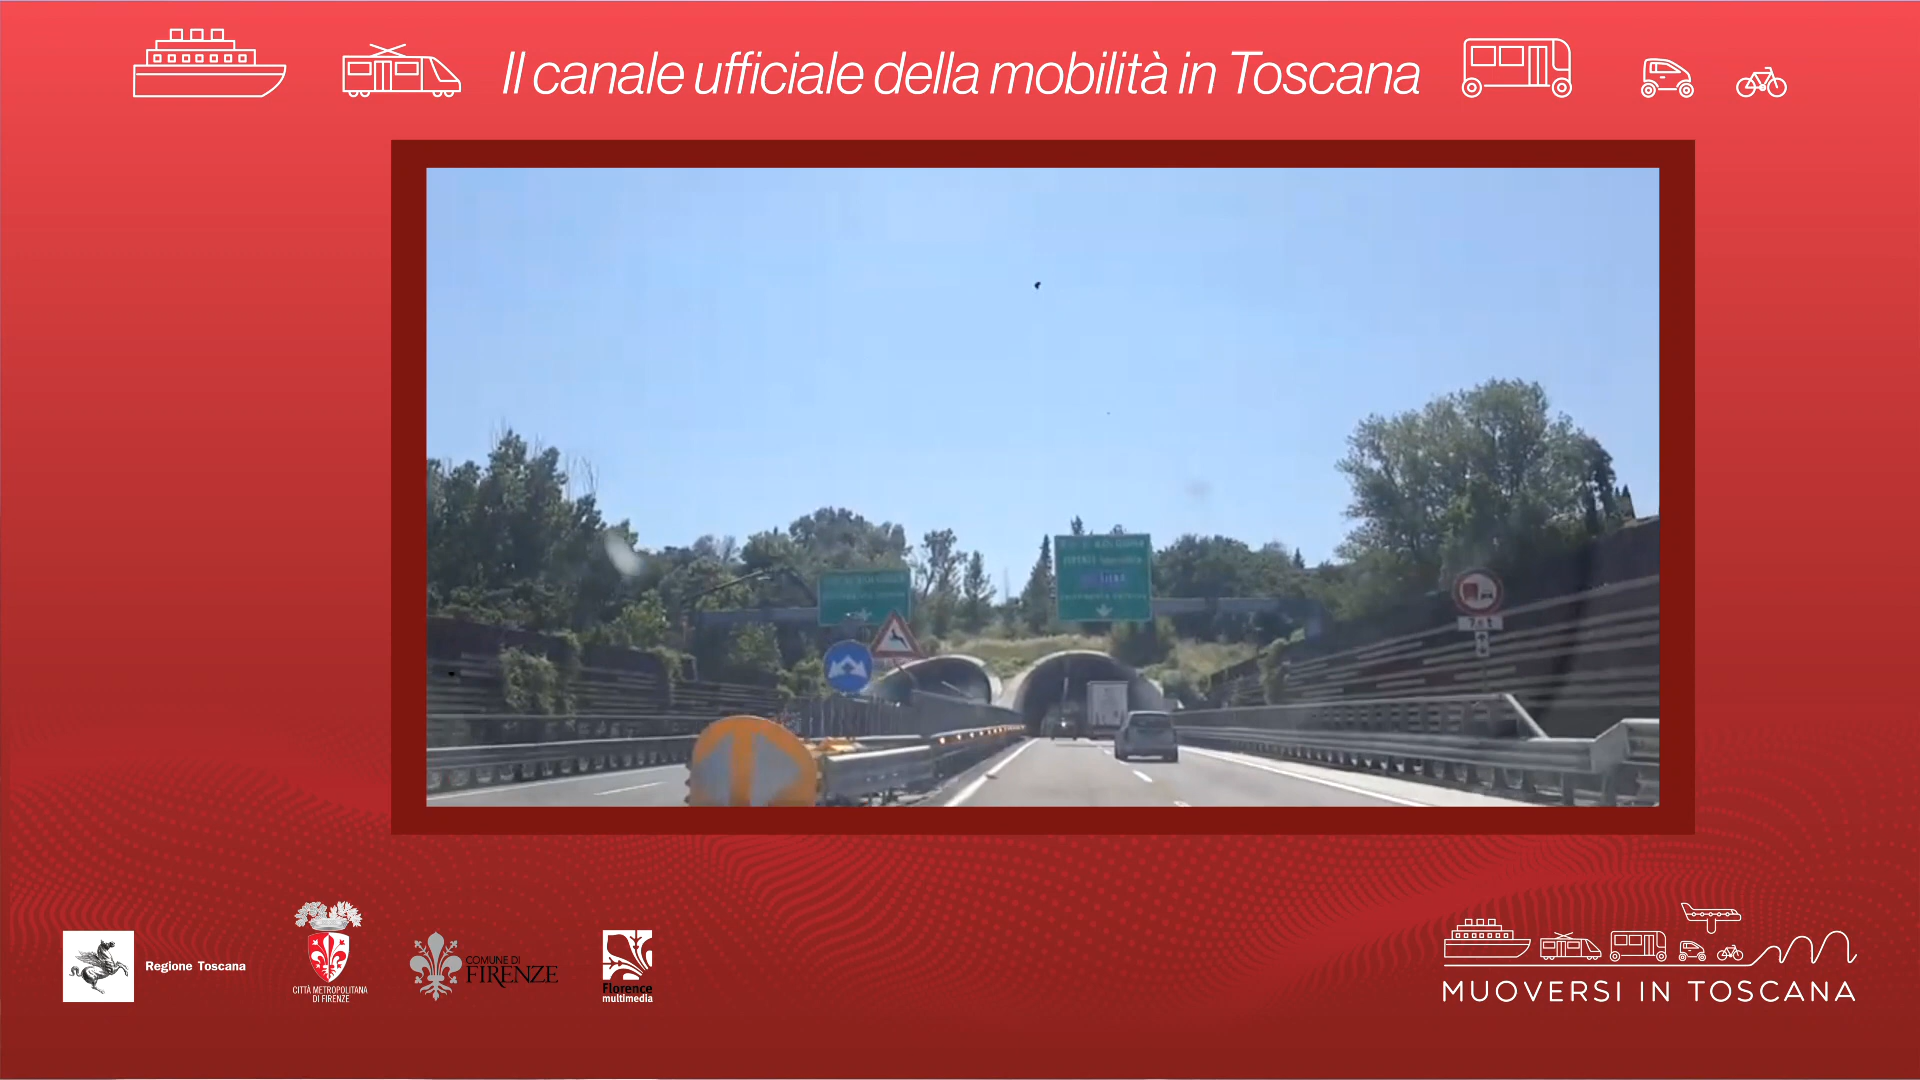 Il canale ufficiale della mobilità in Toscana
Regione Toscana
CITTÀ METROPOLITANA
DI FIRENZE
COMUNE DI
FIRENZE
Florence
multimedia
MUOVERSI IN TOSCANA